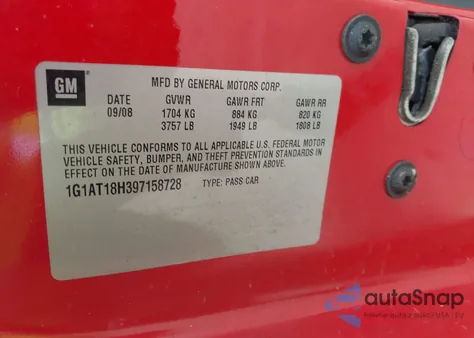 GM
MFD BY GENERAL MOTORS CORP.
DATE GVWR GAWR FRT GAWR RR
09/08 1704 KG 884 KG 820 KG
3757 LB 1949 LB 1808 LB
THIS VEHICLE CONFORMS TO ALL APPLICABLE U.S. FEDERAL MOTOR
VEHICLE SAFETY, BUMPER, AND THEFT PREVENTION STANDARDS IN
EFFECT ON THE DATE OF MANUFACTURE SHOWN ABOVE.
1G1AT18H397158728 TYPE: PASS CAR
autoSnap